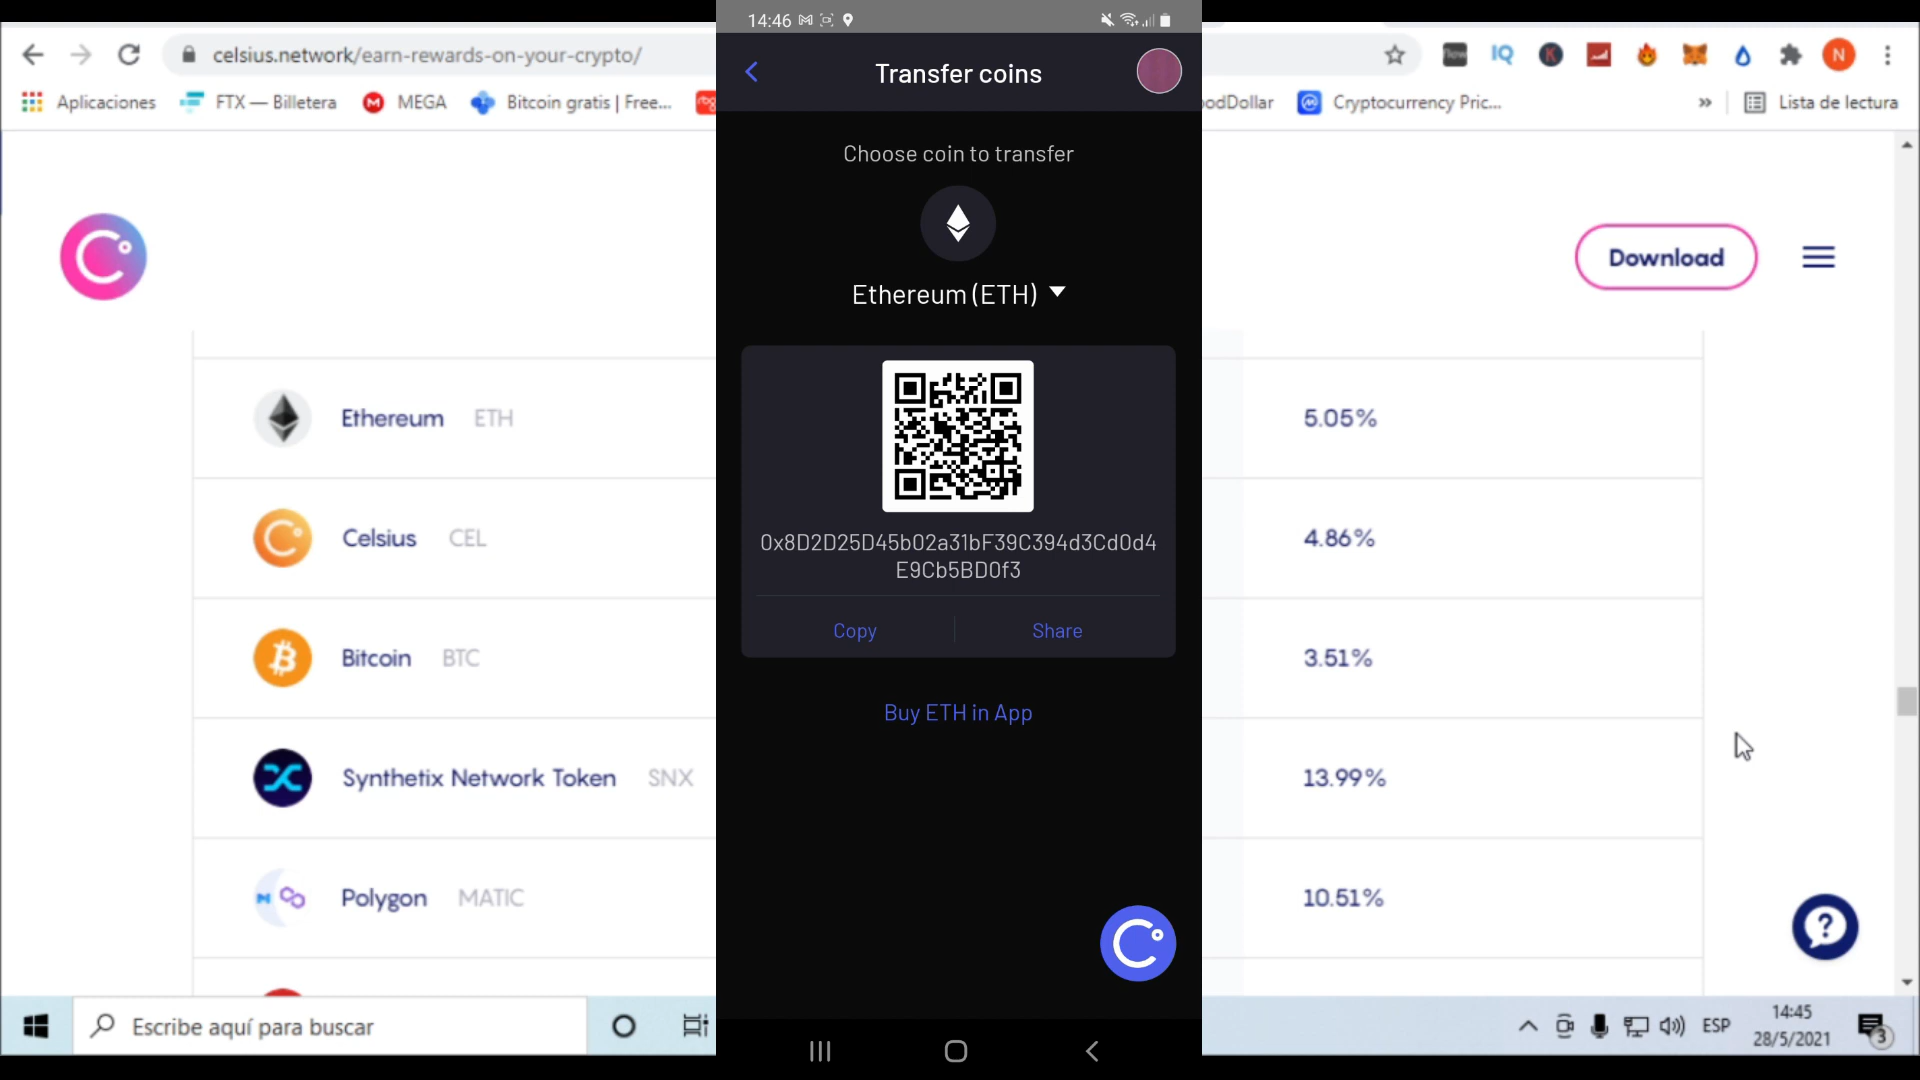 14:46
celsius.network/earn-rewards-on-your-crypto/
Transfer coins
IQ
N
Aplicaciones
FTX — Billetera
MEGA
Bitcoin gratis | Free...
odDollar
Cryptocurrency Pric...
»
Lista de lectura
Choose coin to transfer
Download
Ethereum (ETH)
Ethereum ETH
5.05%
0x8D2D25D45b02a31bF39C394d3Cd0d4
E9Cb5BD0f3
Celsius CEL
4.86%
Copy
Share
Bitcoin BTC
3.51%
Buy ETH in App
Synthetix Network Token SNX
13.99%
Polygon MATIC
10.51%
Escribe aquí para buscar
ESP
14:45
28/5/2021
3